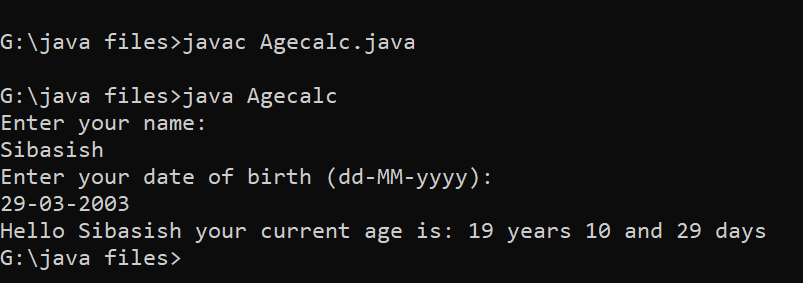 G:\java files>javac Agecalc.java
G:\java files>java Agecalc
Enter your name:
Sibasish
Enter your date of birth (dd-MM-yyyy):
29-03-2003
Hello Sibasish your current age is: 19 years 10 and 29 days
G:\java files>